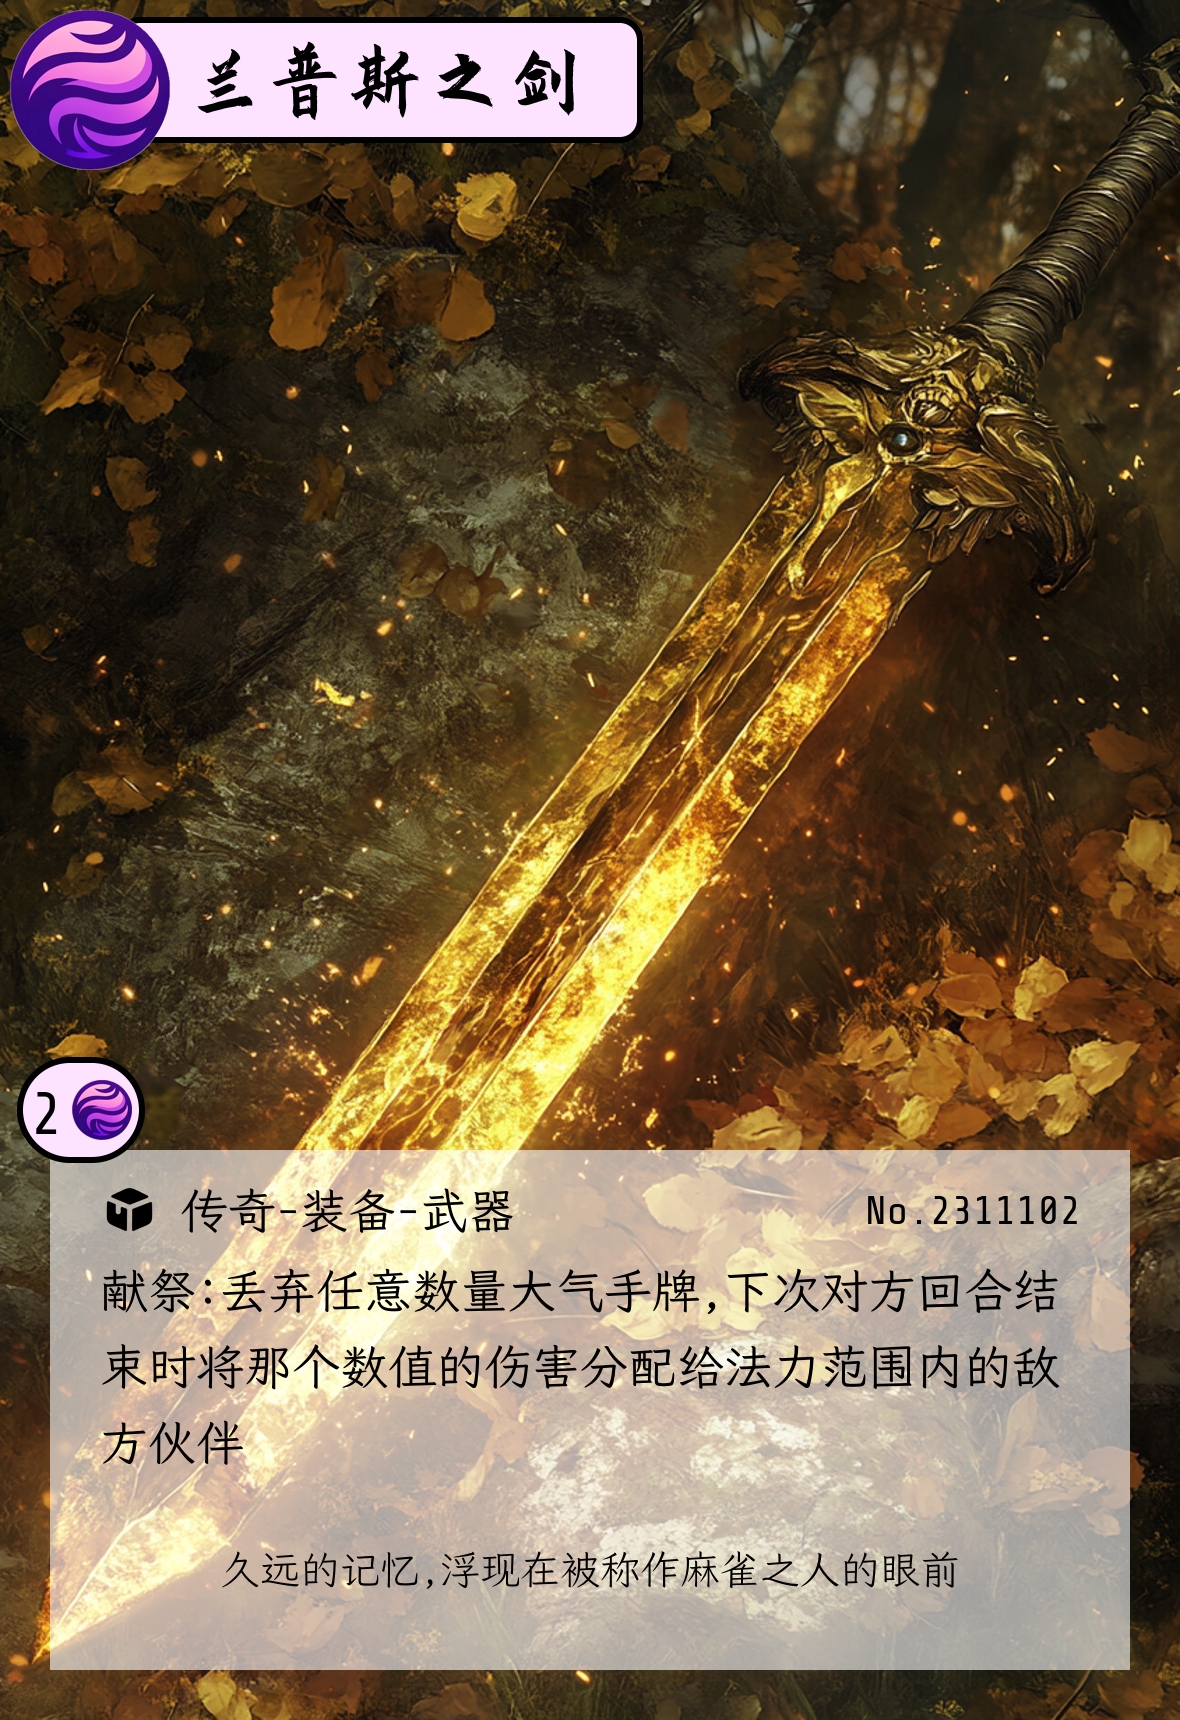 兰普斯之剑
2
传奇-装备-武器
No.2311102
献祭:丢弃任意数量大气手牌,下次对方回合结
束时将那个数值的伤害分配给法力范围内的敌
方伙伴
久远的记忆,浮现在被称作麻雀之人的眼前